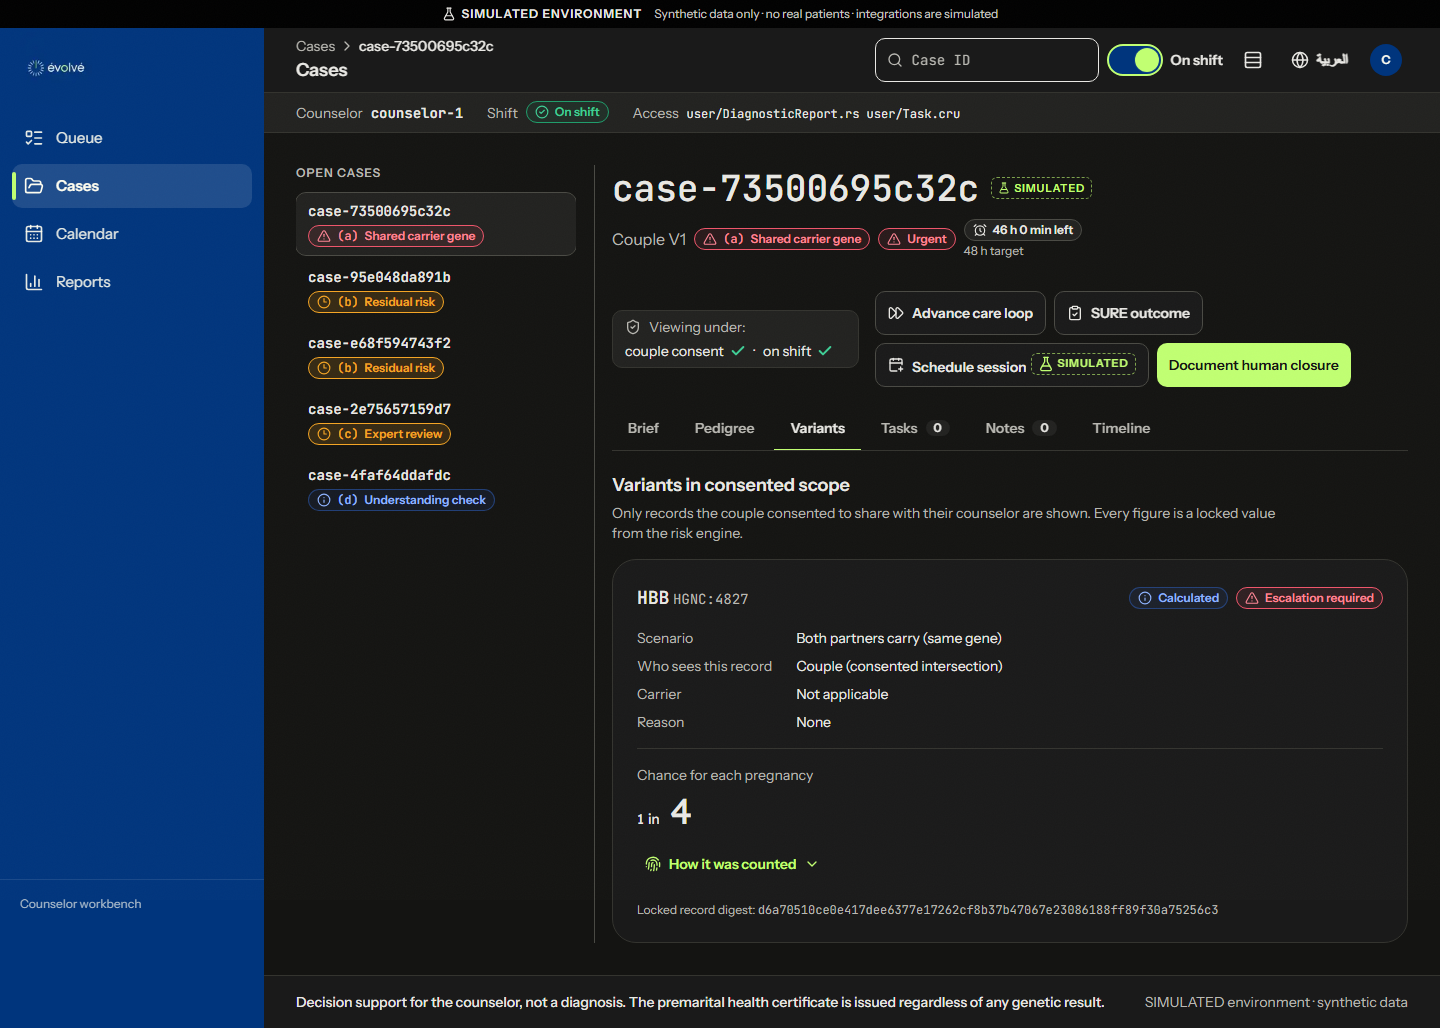 SIMULATED ENVIRONMENT Synthetic data only · no real patients · integrations are simulated
évolvé
Queue
Cases
Calendar
Reports
Counselor workbench
Cases > case-73500695c32c
Cases
Case ID
On shift
العربية
C
Counselor counselor-1 Shift On shift Access user/DiagnosticReport.rs user/Task.cru
OPEN CASES
case-73500695c32c
(a) Shared carrier gene
case-95e048da891b
(b) Residual risk
case-e68f594743f2
(b) Residual risk
case-2e75657159d7
(c) Expert review
case-4faf64ddafdc
(d) Understanding check
case-73500695c32c SIMULATED
Couple V1 (a) Shared carrier gene Urgent 46 h 0 min left
48 h target
Viewing under:
couple consent · on shift
Advance care loop
SURE outcome
Schedule session SIMULATED
Document human closure
Brief Pedigree Variants Tasks 0 Notes 0 Timeline
Variants in consented scope
Only records the couple consented to share with their counselor are shown. Every figure is a locked value
from the risk engine.
HBB HGNC:4827 Calculated Escalation required
Scenario Both partners carry (same gene)
Who sees this record Couple (consented intersection)
Carrier Not applicable
Reason None
Chance for each pregnancy
1 in 4
How it was counted
Locked record digest: d6a70510ce0e417dee6377e17262cf8b37b47067e23086188ff89f30a75256c3
Decision support for the counselor, not a diagnosis. The premarital health certificate is issued regardless of any genetic result.
SIMULATED environment · synthetic data